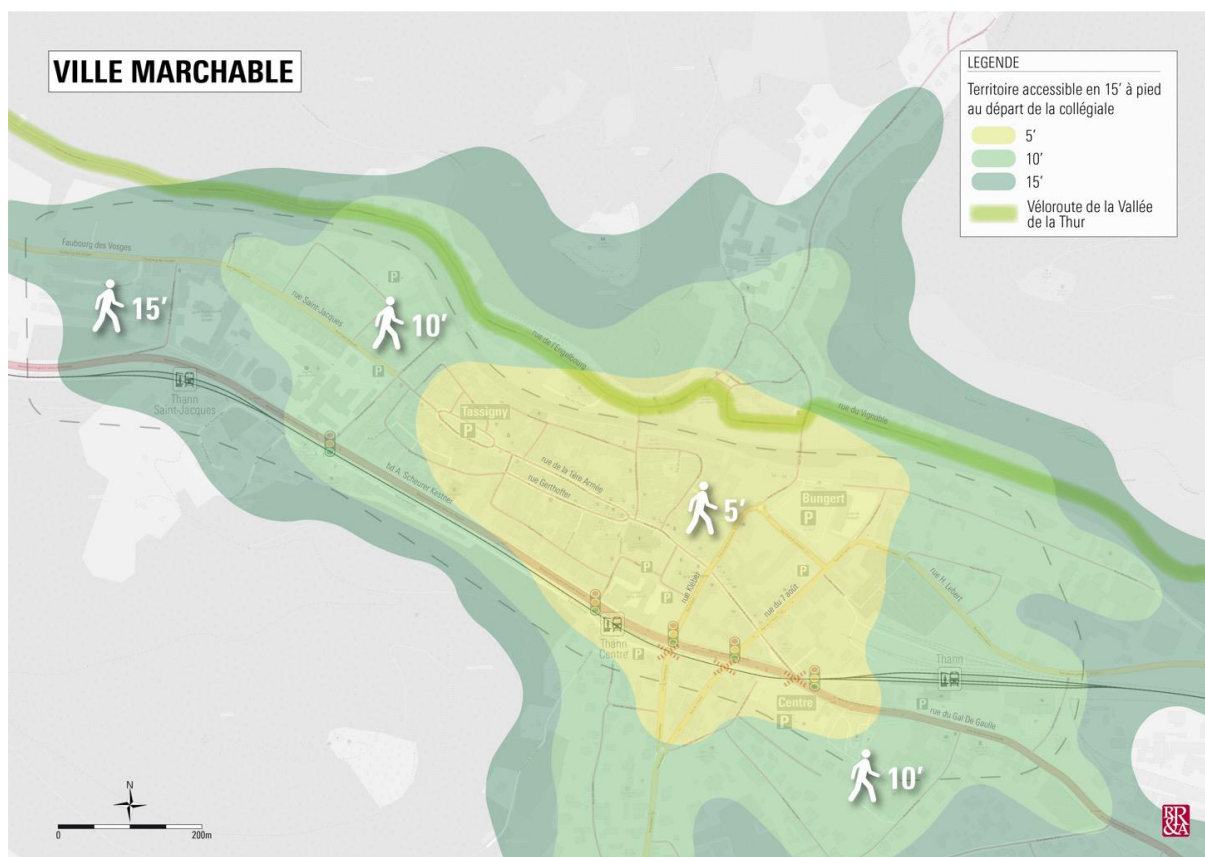 VILLE MARCHABLE
LEGENDE
Territoire accessible en 15' à pied
au départ de la collégiale
5'
10'
15'
Véloroute de la Vallée
de la Thur
Faubourg des Vosges
15'
rue Saint-Jacques
P
10'
rue de l'Engelbourg
P
Thann
Saint-Jacques
Tassigny
P
rue du Vignoble
bd A. Scheurer Kestner
rue de la 1ère Armée
rue Gerthoffer
5'
Bungert
P
P
P
P
rue Kléber
rue du 7 août
rue H. Lebert
Thann
Centre
P
Thann
Centre
P
P
rue du Gal De Gaulle
10'
N
0
200m
BR
&A